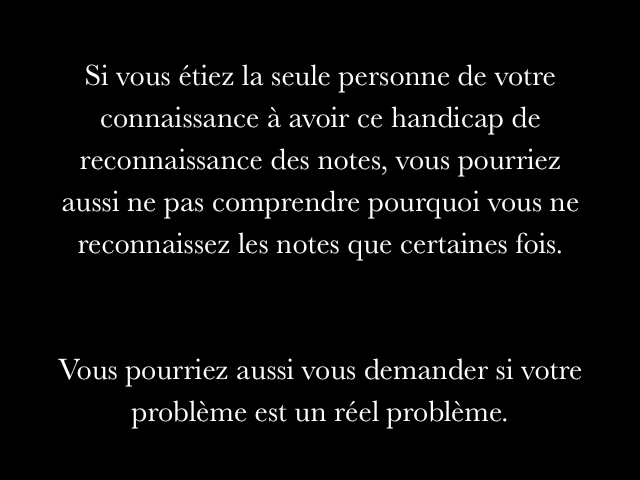 Si vous étiez la seule personne de votre
connaissance à avoir ce handicap de
reconnaissance des notes, vous pourriez
aussi ne pas comprendre pourquoi vous ne
reconnaissez les notes que certaines fois.
Vous pourriez aussi vous demander si votre
problème est un réel problème.